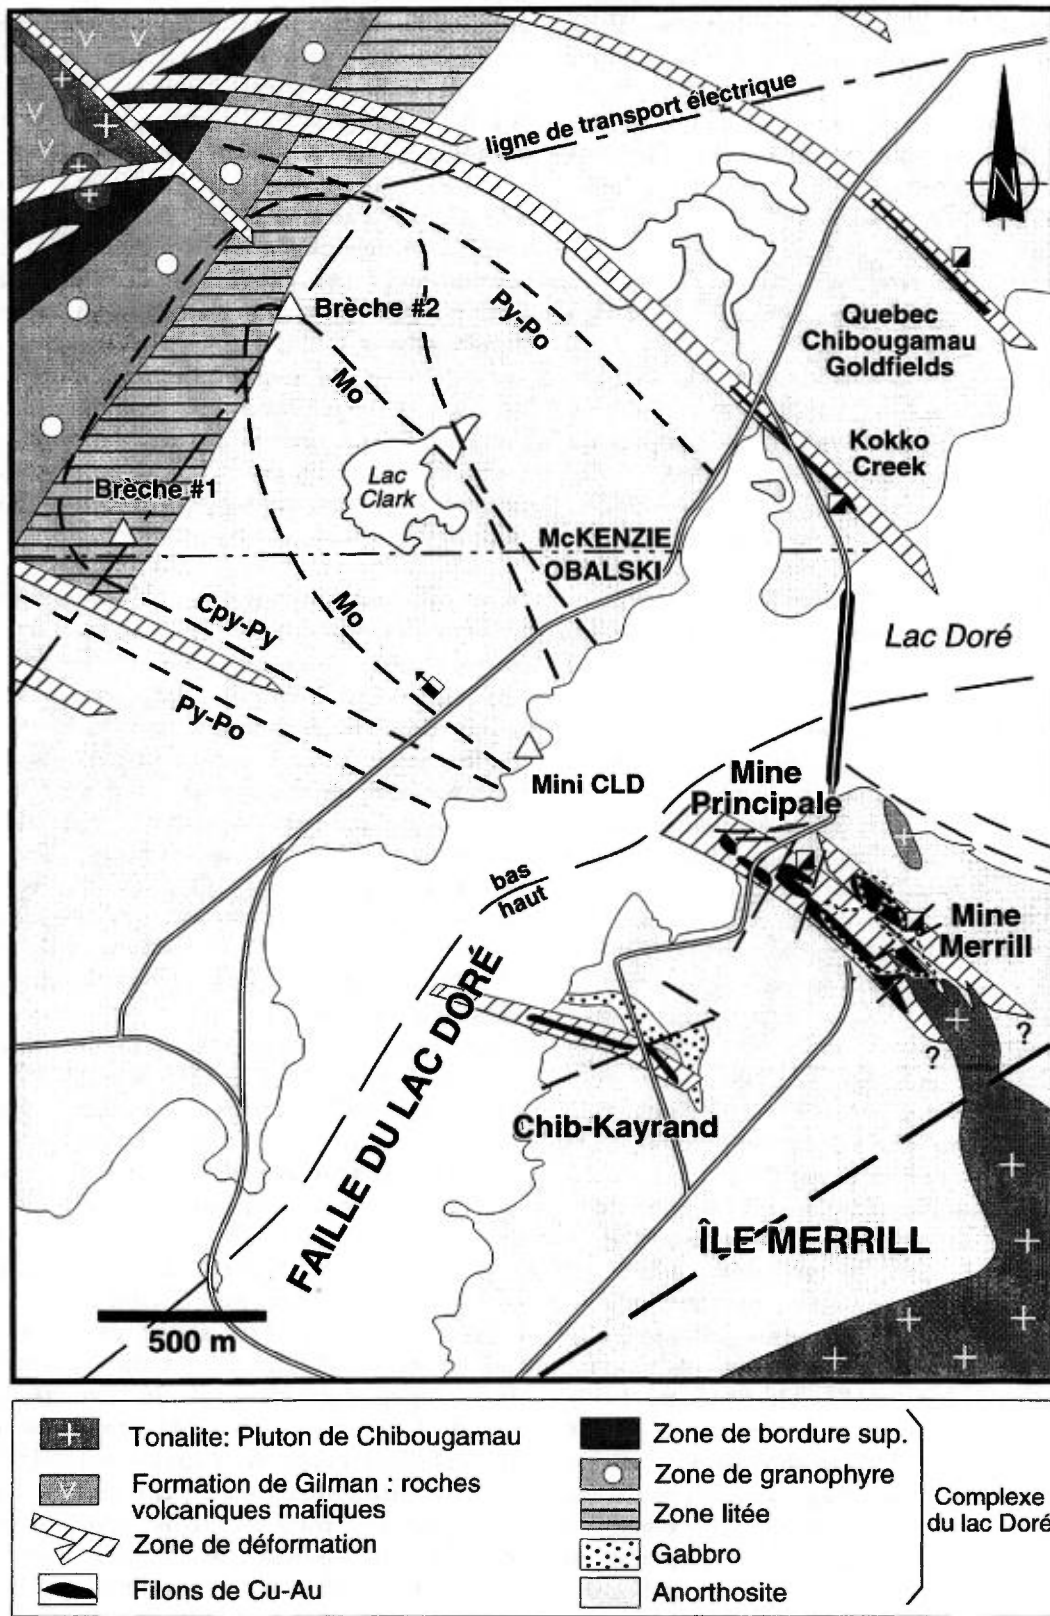 ligne de transport électrique
N
Brèche #2
Py-Po
Mo
Quebec
Chibougamau
Goldfields
Kokko
Creek
Lac
Clark
Brèche #1
McKENZIE
OBALSKI
Mo
Cpy-Py
Py-Po
Lac Doré
Mini CLD
Mine
Principale
bas
haut
Mine
Merrill
?
?
FAILLE DU LAC DORÉ
Chib-Kayrand
ÎLE MERRILL
500 m
Tonalite: Pluton de Chibougamau
Formation de Gilman : roches
volcaniques mafiques
Zone de déformation
Filons de Cu-Au
Zone de bordure sup.
Zone de granophyre
Zone litée
Gabbro
Anorthosite
Complexe
du lac Doré